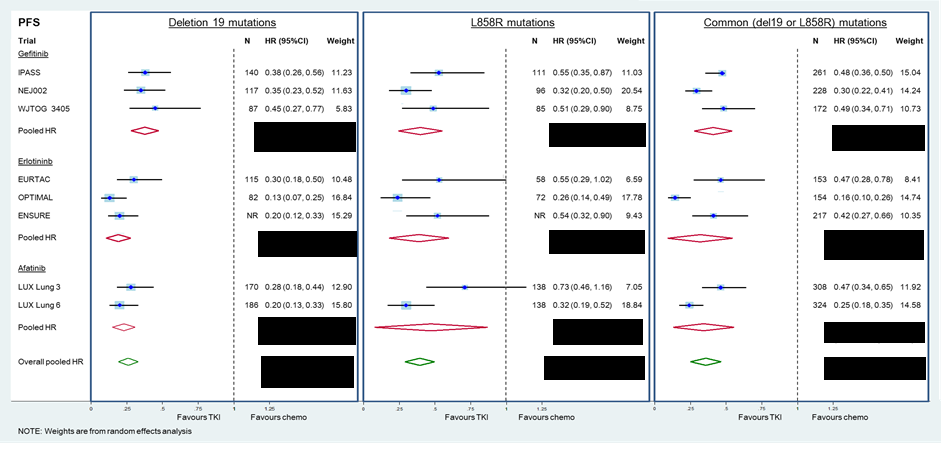 PFS Deletion 19 mutations L858R mutations Common (del19 or L858R) mutations
Trial N HR (95%CI) Weight N HR (95%CI) Weight N HR (95%CI) Weight
Gefitinib
IPASS 140 0.38 (0.26, 0.56) 11.23 111 0.55 (0.35, 0.87) 11.03 261 0.48 (0.36, 0.50) 15.04
NEJ002 117 0.35 (0.23, 0.52) 11.63 96 0.32 (0.20, 0.50) 20.54 228 0.30 (0.22, 0.41) 14.24
WJTOG 3405 87 0.45 (0.27, 0.77) 5.83 85 0.51 (0.29, 0.90) 8.75 172 0.49 (0.34, 0.71) 10.73
Pooled HR
Erlotininb
EURTAC 115 0.30 (0.18, 0.50) 10.48 58 0.55 (0.29, 1.02) 6.59 153 0.47 (0.28, 0.78) 8.41
OPTIMAL 82 0.13 (0.07, 0.25) 16.84 72 0.26 (0.14, 0.49) 17.78 154 0.16 (0.10, 0.26) 14.74
ENSURE NR 0.20 (0.12, 0.33) 15.29 NR 0.54 (0.32, 0.90) 9.43 217 0.42 (0.27, 0.66) 10.35
Pooled HR
Afatinib
LUX Lung 3 170 0.28 (0.18, 0.44) 12.90 138 0.73 (0.46, 1.16) 7.05 308 0.47 (0.34, 0.65) 11.92
LUX Lung 6 186 0.20 (0.13, 0.33) 15.80 138 0.32 (0.19, 0.52) 18.84 324 0.25 (0.18, 0.35) 14.58
Pooled HR
Overall pooled HR
0 .25 .5 .75 1 1.25 0 .25 .5 .75 1 1.25 0 .25 .5 .75 1 1.25
Favours TKI Favours chemo Favours TKI Favours chemo Favours TKI Favours chemo
NOTE: Weights are from random effects analysis